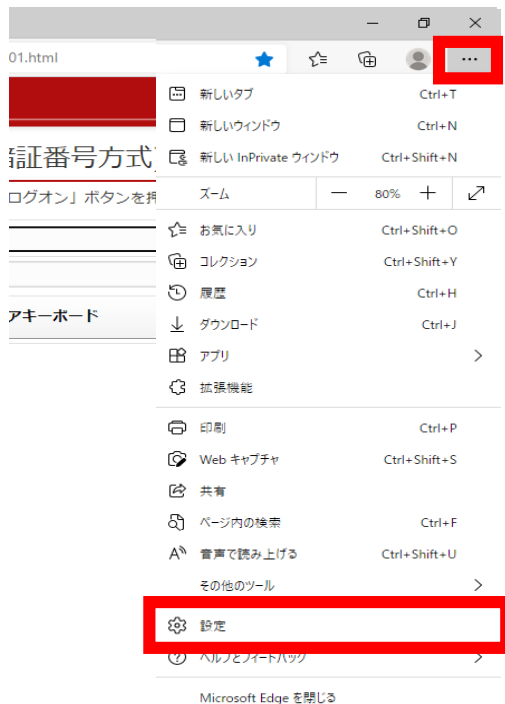 01.html
新しいタブ Ctrl+T
新しいウィンドウ Ctrl+N
暗証番号方式)
新しい InPrivate ウィンドウ Ctrl+Shift+N
ログオン」ボタンを押
ズーム 80%
お気に入り Ctrl+Shift+O
コレクション Ctrl+Shift+Y
履歴 Ctrl+H
アキーボード
ダウンロード Ctrl+J
アプリ
拡張機能
印刷 Ctrl+P
Web キャプチャ Ctrl+Shift+S
共有
ページ内の検索 Ctrl+F
音声で読み上げる Ctrl+Shift+U
その他のツール
設定
ヘルプとフィードバック
Microsoft Edge を閉じる